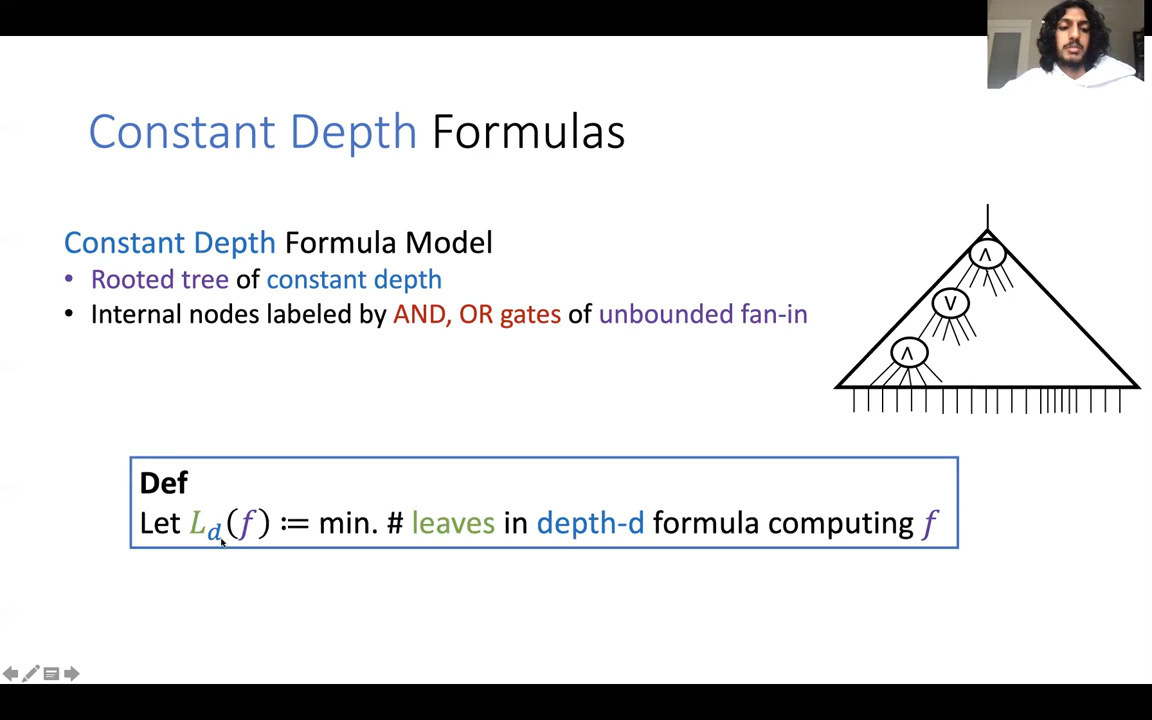 Constant Depth Formulas
Constant Depth Formula Model
• Rooted tree of constant depth
• Internal nodes labeled by AND, OR gates of unbounded fan-in
∧
∨
∧
Def
Let L_d(f) := min. # leaves in depth-d formula computing f